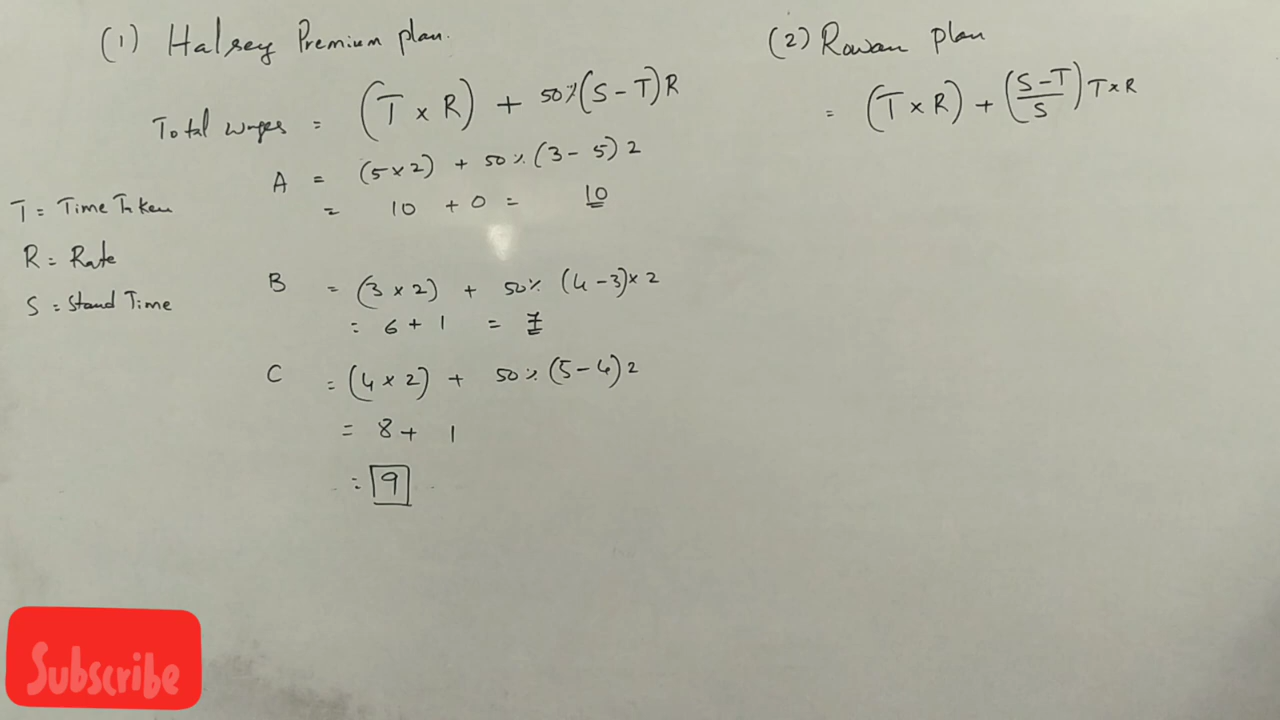 (1) Halsey Premium plan.
Total wages = (T × R) + 50%(S - T)R
A = (5×2) + 50%(3 - 5) 2
= 10 + 0 = 10
T = Time Taken
R = Rate
S = Stand Time
B = (3 × 2) + 50% (4 - 3)× 2
= 6 + 1 = 7
C = (4 × 2) + 50% (5 - 4) 2
= 8 + 1
= 9
(2) Rowan plan
= (T × R) + (S - T / S) T × R
Subscribe